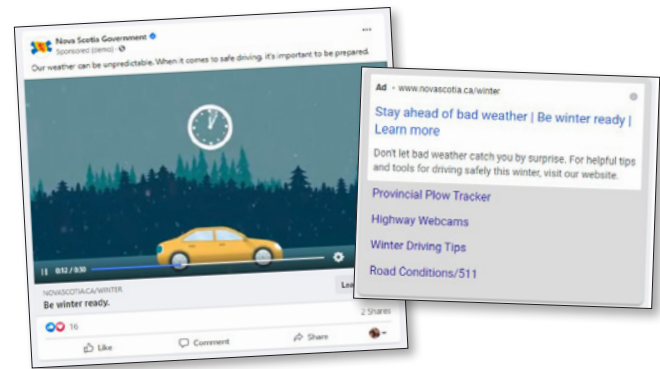 Nova Scotia Government
Sponsored (demo) ·
Our weather can be unpredictable. When it comes to safe driving, it's important to be prepared.
0:12 / 0:30
NOVASCOTIA.CA/WINTER
Be winter ready.
Lea
16
2 Shares
Like
Comment
Share
Ad · www.novascotia.ca/winter
Stay ahead of bad weather | Be winter ready |
Learn more
Don't let bad weather catch you by surprise. For helpful tips
and tools for driving safely this winter, visit our website.
Provincial Plow Tracker
Highway Webcams
Winter Driving Tips
Road Conditions/511